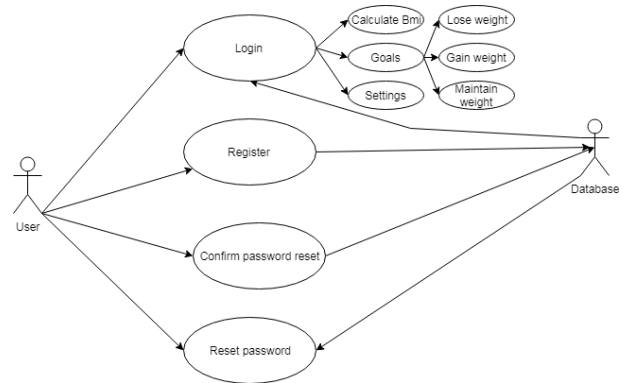 Calculate Bmi
Lose weight
Login
Goals
Gain weight
Settings
Maintain
weight
Register
Database
User
Confirm password reset
Reset password